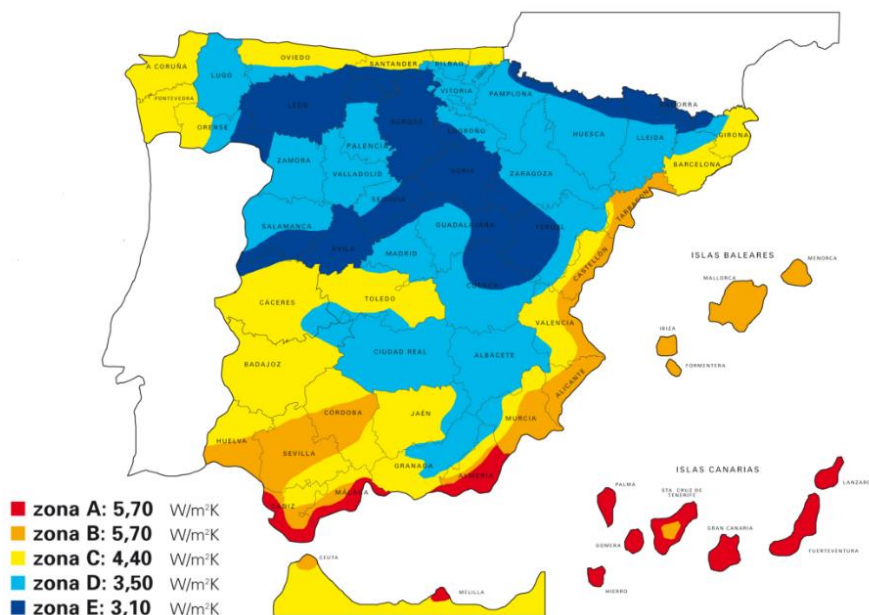 OVIEDO
SANTANDER
BILBAO
A CORUÑA
LUGO
VITORIA
PAMPLONA
ANDORRA
PONTEVEDRA
LEÓN
BURGOS
ORENSE
LOGROÑO
HUESCA
LLEIDA
GIRONA
PALENCIA
ZAMORA
BARCELONA
VALLADOLID
SORIA
ZARAGOZA
SEGOVIA
TARRAGONA
SALAMANCA
GUADALAJARA
TERUEL
ÁVILA
MADRID
CASTELLÓN
ISLAS BALEARES
MENORCA
MALLORCA
CUENCA
CÁCERES
TOLEDO
VALENCIA
IBIZA
CIUDAD REAL
ALBACETE
BADAJOZ
TORMENTERA
ALICANTE
CÓRDOBA
JAÉN
MURCIA
HUELVA
SEVILLA
GRANADA
ALMERÍA
ISLAS CANARIAS
MÁLAGA
CÁDIZ
PALMA
STA. CRUZ DE
TENERIFE
LANZARO
GOMERA
GRAN CANARIA
FUERTEVENTURA
HIERRO
CEUTA
MELILLA
zona A: 5,70 W/m²K
zona B: 5,70 W/m²K
zona C: 4,40 W/m²K
zona D: 3,50 W/m²K
zona E: 3,10 W/m²K